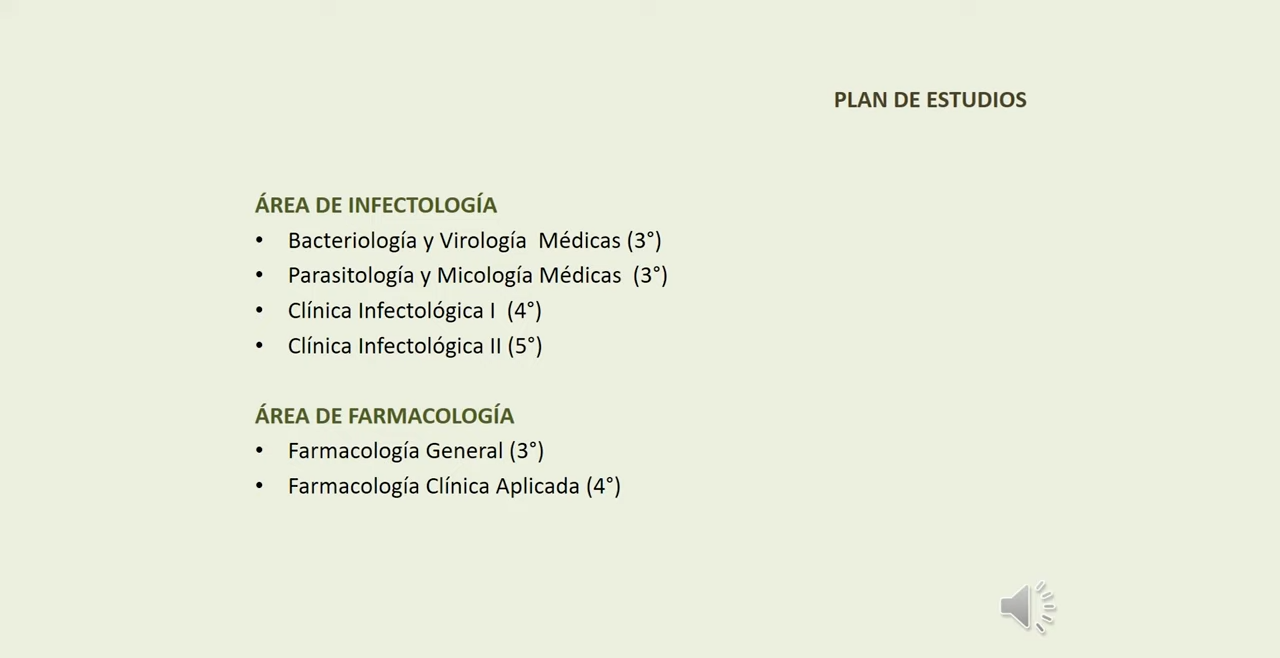 PLAN DE ESTUDIOS
ÁREA DE INFECTOLOGÍA
• Bacteriología y Virología  Médicas (3°)
• Parasitología y Micología Médicas  (3°)
• Clínica Infectológica I  (4°)
• Clínica Infectológica II (5°)
ÁREA DE FARMACOLOGÍA
• Farmacología General (3°)
• Farmacología Clínica Aplicada (4°)